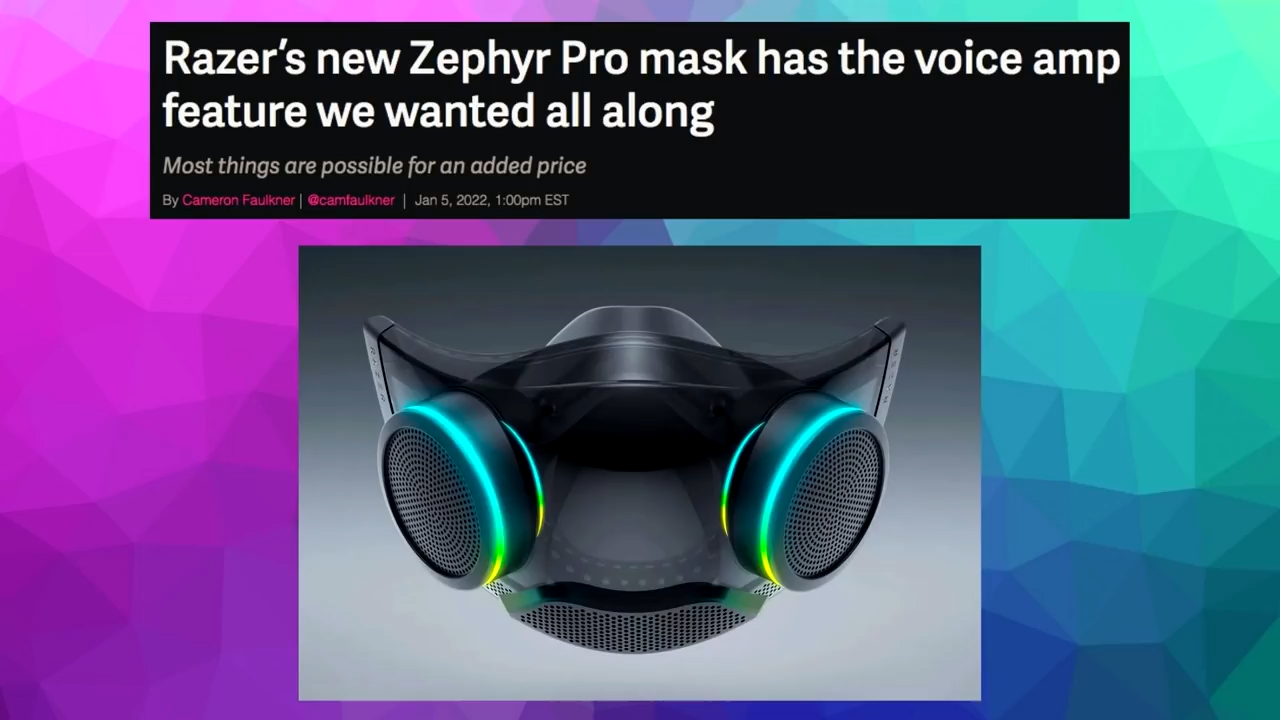 Razer’s new Zephyr Pro mask has the voice amp
feature we wanted all along
Most things are possible for an added price
By Cameron Faulkner | @camfaulkner | Jan 5, 2022, 1:00pm EST
RAZER